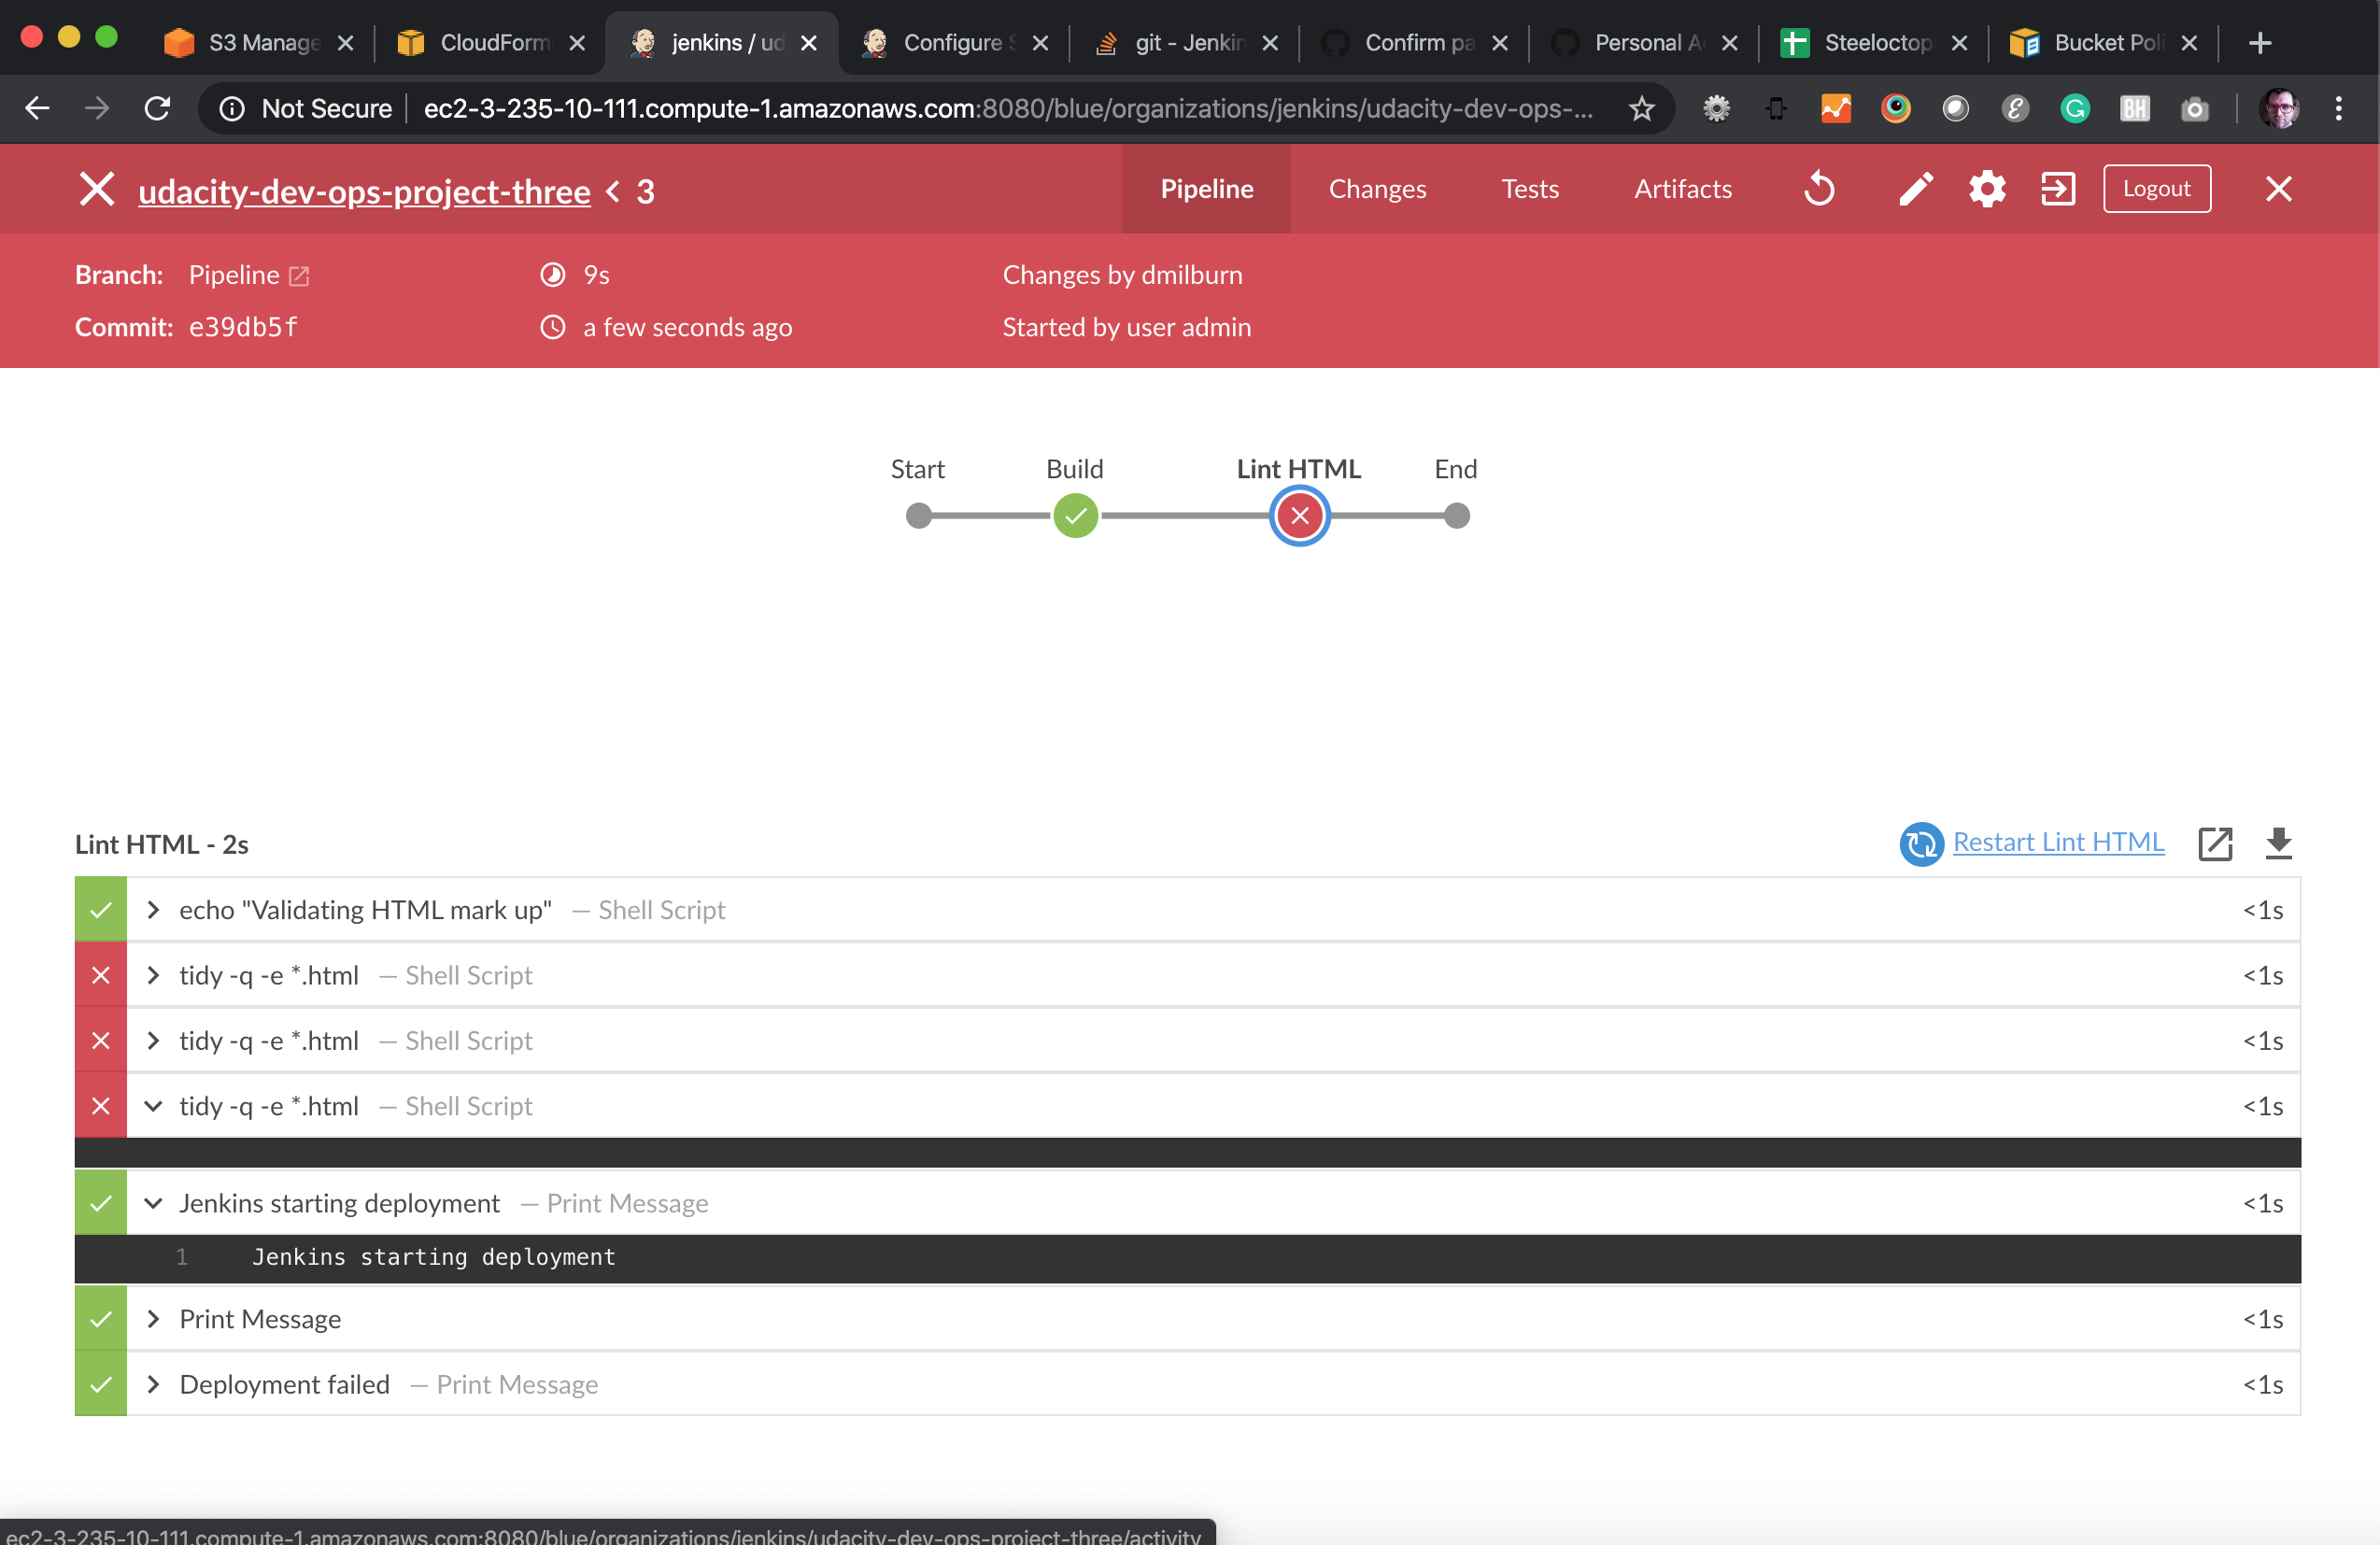 S3 Manage
CloudForm
jenkins / ud
Configure S
git - Jenkin
Confirm pa
Personal A
Steeloctop
Bucket Poli
Not Secure
ec2-3-235-10-111.compute-1.amazonaws.com:8080/blue/organizations/jenkins/udacity-dev-ops-...
BH
udacity-dev-ops-project-three < 3
Pipeline
Changes
Tests
Artifacts
Logout
Branch: Pipeline
9s
Changes by dmilburn
Commit: e39db5f
a few seconds ago
Started by user admin
Start
Build
Lint HTML
End
Lint HTML - 2s
Restart Lint HTML
echo "Validating HTML mark up" — Shell Script <1s
tidy -q -e *.html — Shell Script <1s
tidy -q -e *.html — Shell Script <1s
tidy -q -e *.html — Shell Script <1s
Jenkins starting deployment — Print Message <1s
1 Jenkins starting deployment
Print Message <1s
Deployment failed — Print Message <1s
ec2-3-235-10-111.compute-1.amazonaws.com:8080/blue/organizations/jenkins/udacity-dev-ops-project-three/activity